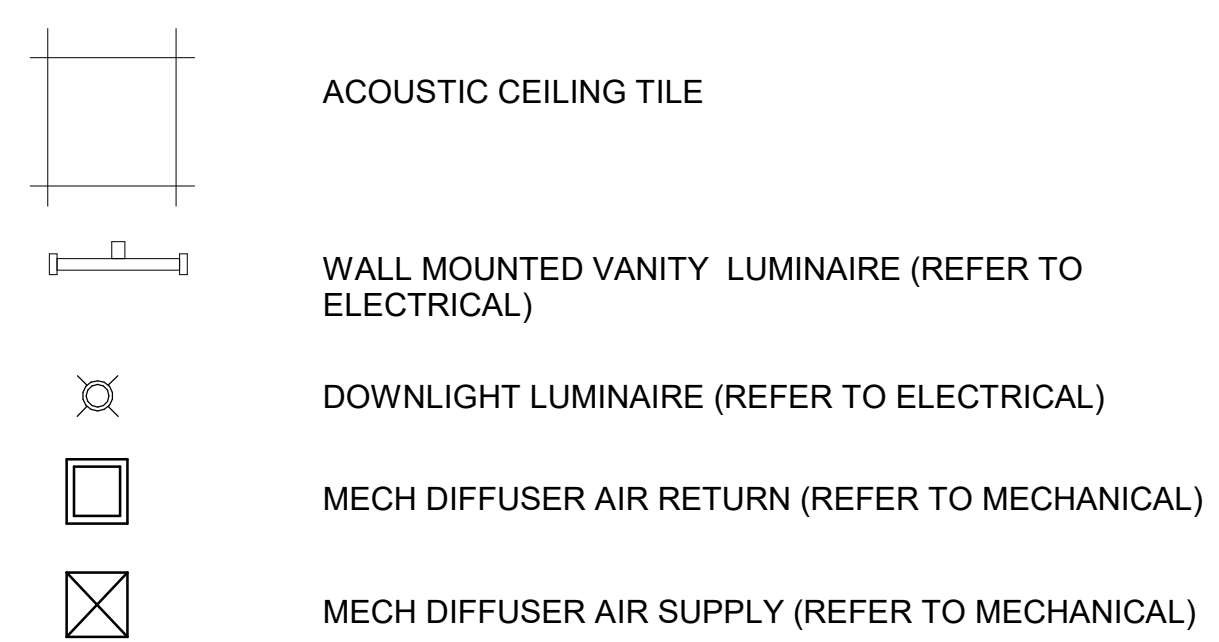 ACOUSTIC CEILING TILE
WALL MOUNTED VANITY  LUMINAIRE (REFER TO
ELECTRICAL)
DOWNLIGHT LUMINAIRE (REFER TO ELECTRICAL)
MECH DIFFUSER AIR RETURN (REFER TO MECHANICAL)
MECH DIFFUSER AIR SUPPLY (REFER TO MECHANICAL)